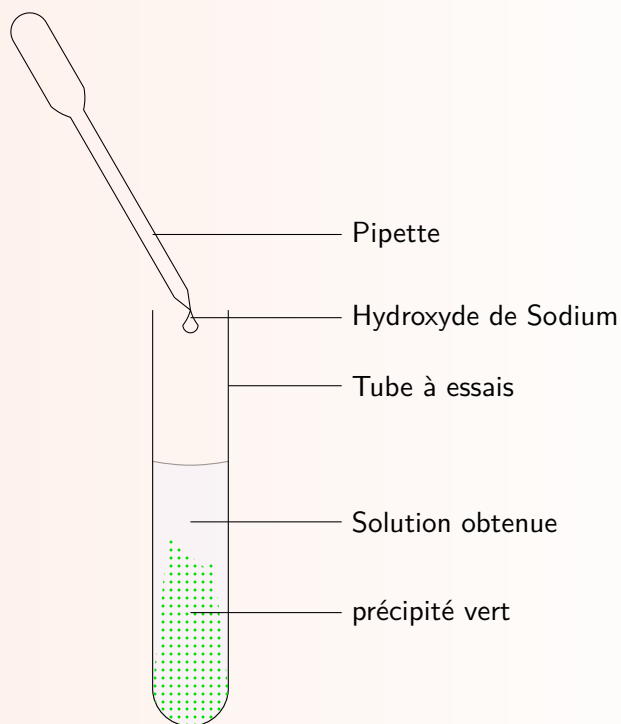 Pipette
Hydroxyde de Sodium
Tube à essais
Solution obtenue
précipité vert